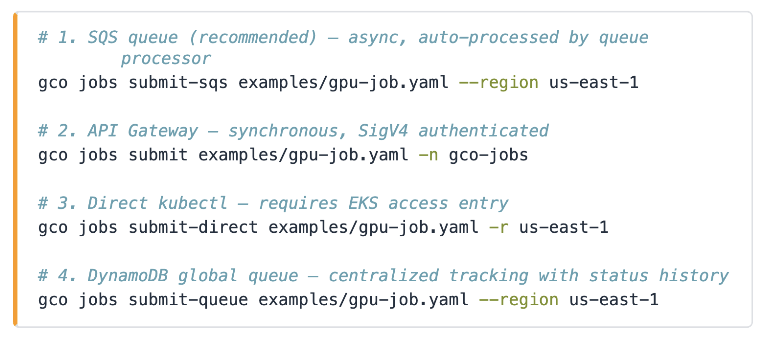 # 1. SQS queue (recommended) — async, auto-processed by queue
processor
gco jobs submit-sqs examples/gpu-job.yaml --region us-east-1
# 2. API Gateway — synchronous, SigV4 authenticated
gco jobs submit examples/gpu-job.yaml -n gco-jobs
# 3. Direct kubectl — requires EKS access entry
gco jobs submit-direct examples/gpu-job.yaml -r us-east-1
# 4. DynamoDB global queue — centralized tracking with status history
gco jobs submit-queue examples/gpu-job.yaml --region us-east-1